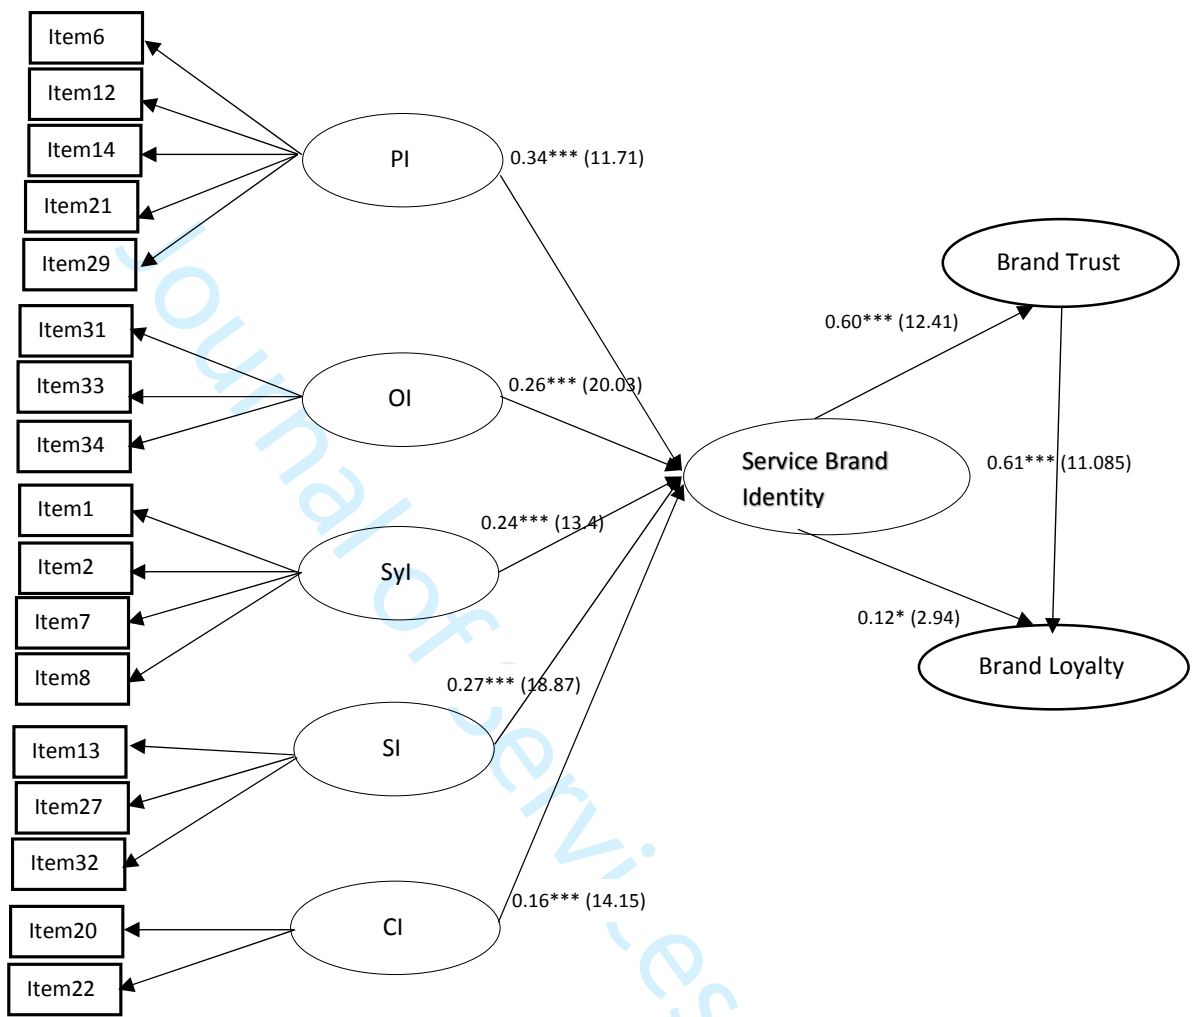 Item6
Item12
Item14
Item21
Item29
PI
0.34*** (11.71)
Item31
Item33
Item34
OI
0.26*** (20.03)
Item1
Item2
Item7
Item8
SyI
0.24*** (13.4)
Item13
Item27
Item32
SI
0.27*** (18.87)
Item20
Item22
CI
0.16*** (14.15)
Service Brand
Identity
0.60*** (12.41)
Brand Trust
0.61*** (11.085)
0.12* (2.94)
Brand Loyalty
Journal of Services